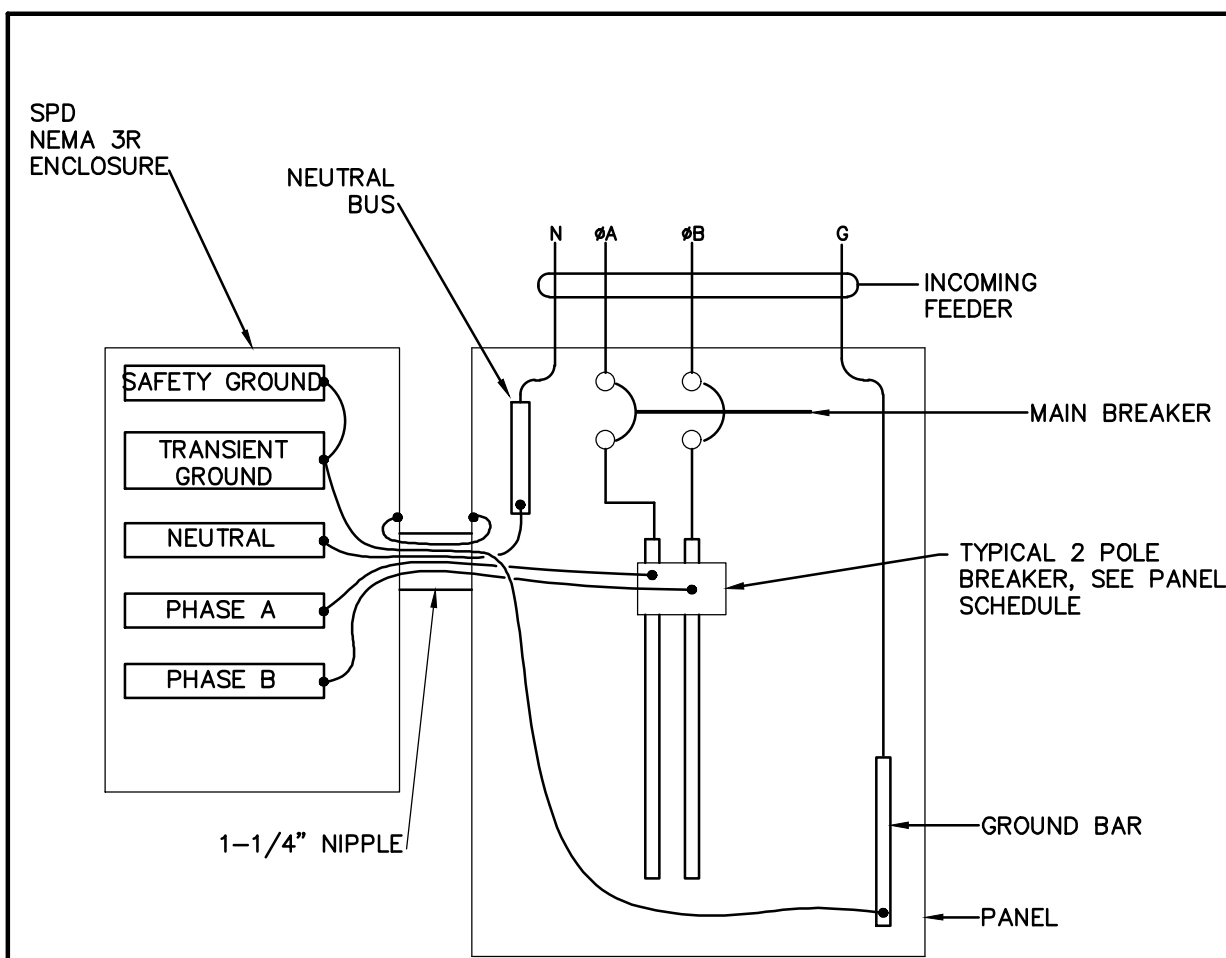 SPD
NEMA 3R
ENCLOSURE
NEUTRAL
BUS
N
øA
øB
G
INCOMING
FEEDER
SAFETY GROUND
TRANSIENT
GROUND
NEUTRAL
PHASE A
PHASE B
MAIN BREAKER
TYPICAL 2 POLE
BREAKER, SEE PANEL
SCHEDULE
1-1/4" NIPPLE
GROUND BAR
PANEL